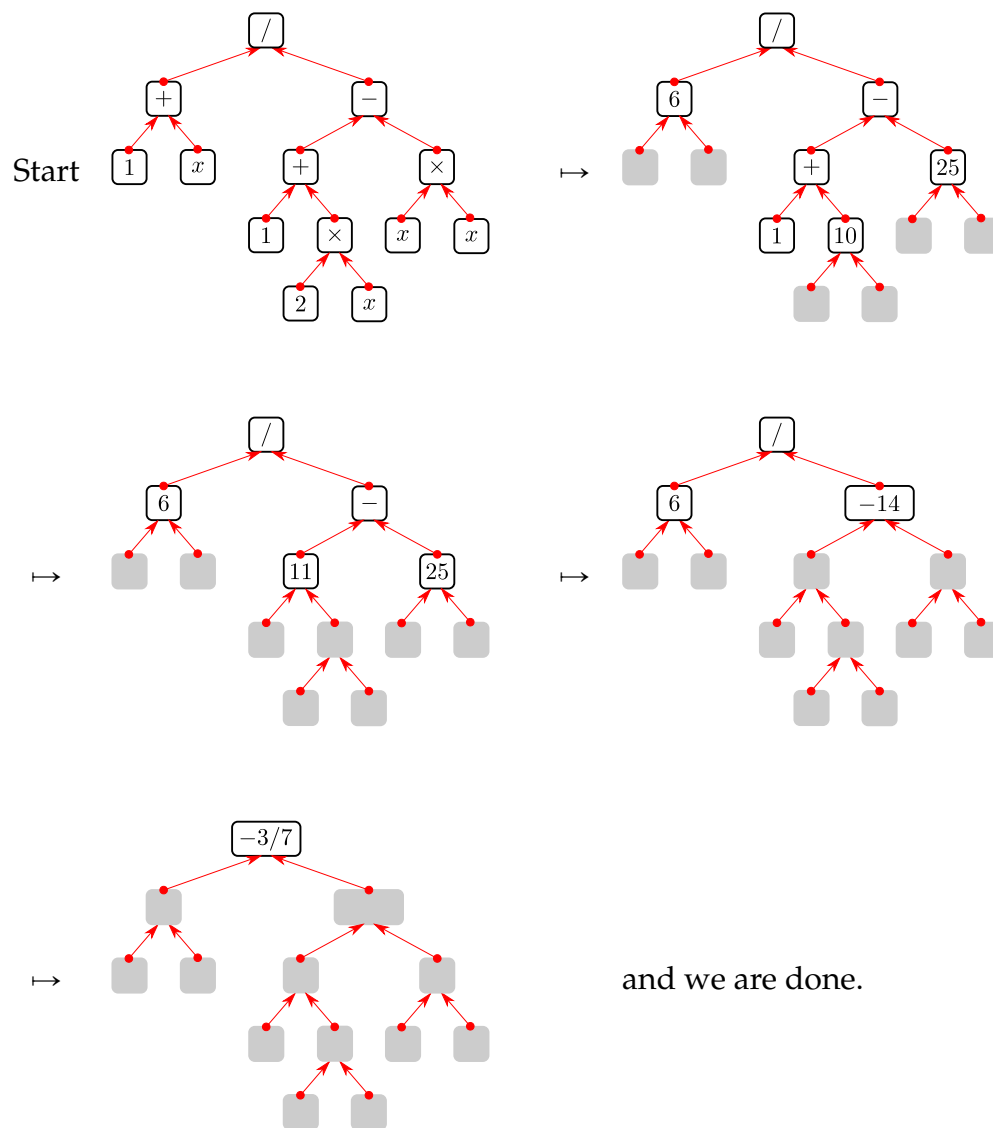 / /
+ − 6 −
Start 1 x + × ↦ + 25
1 × x x 1 10
2 x
/ /
6 − 6 −14
↦ 11 25 ↦
−3/7
↦ and we are done.